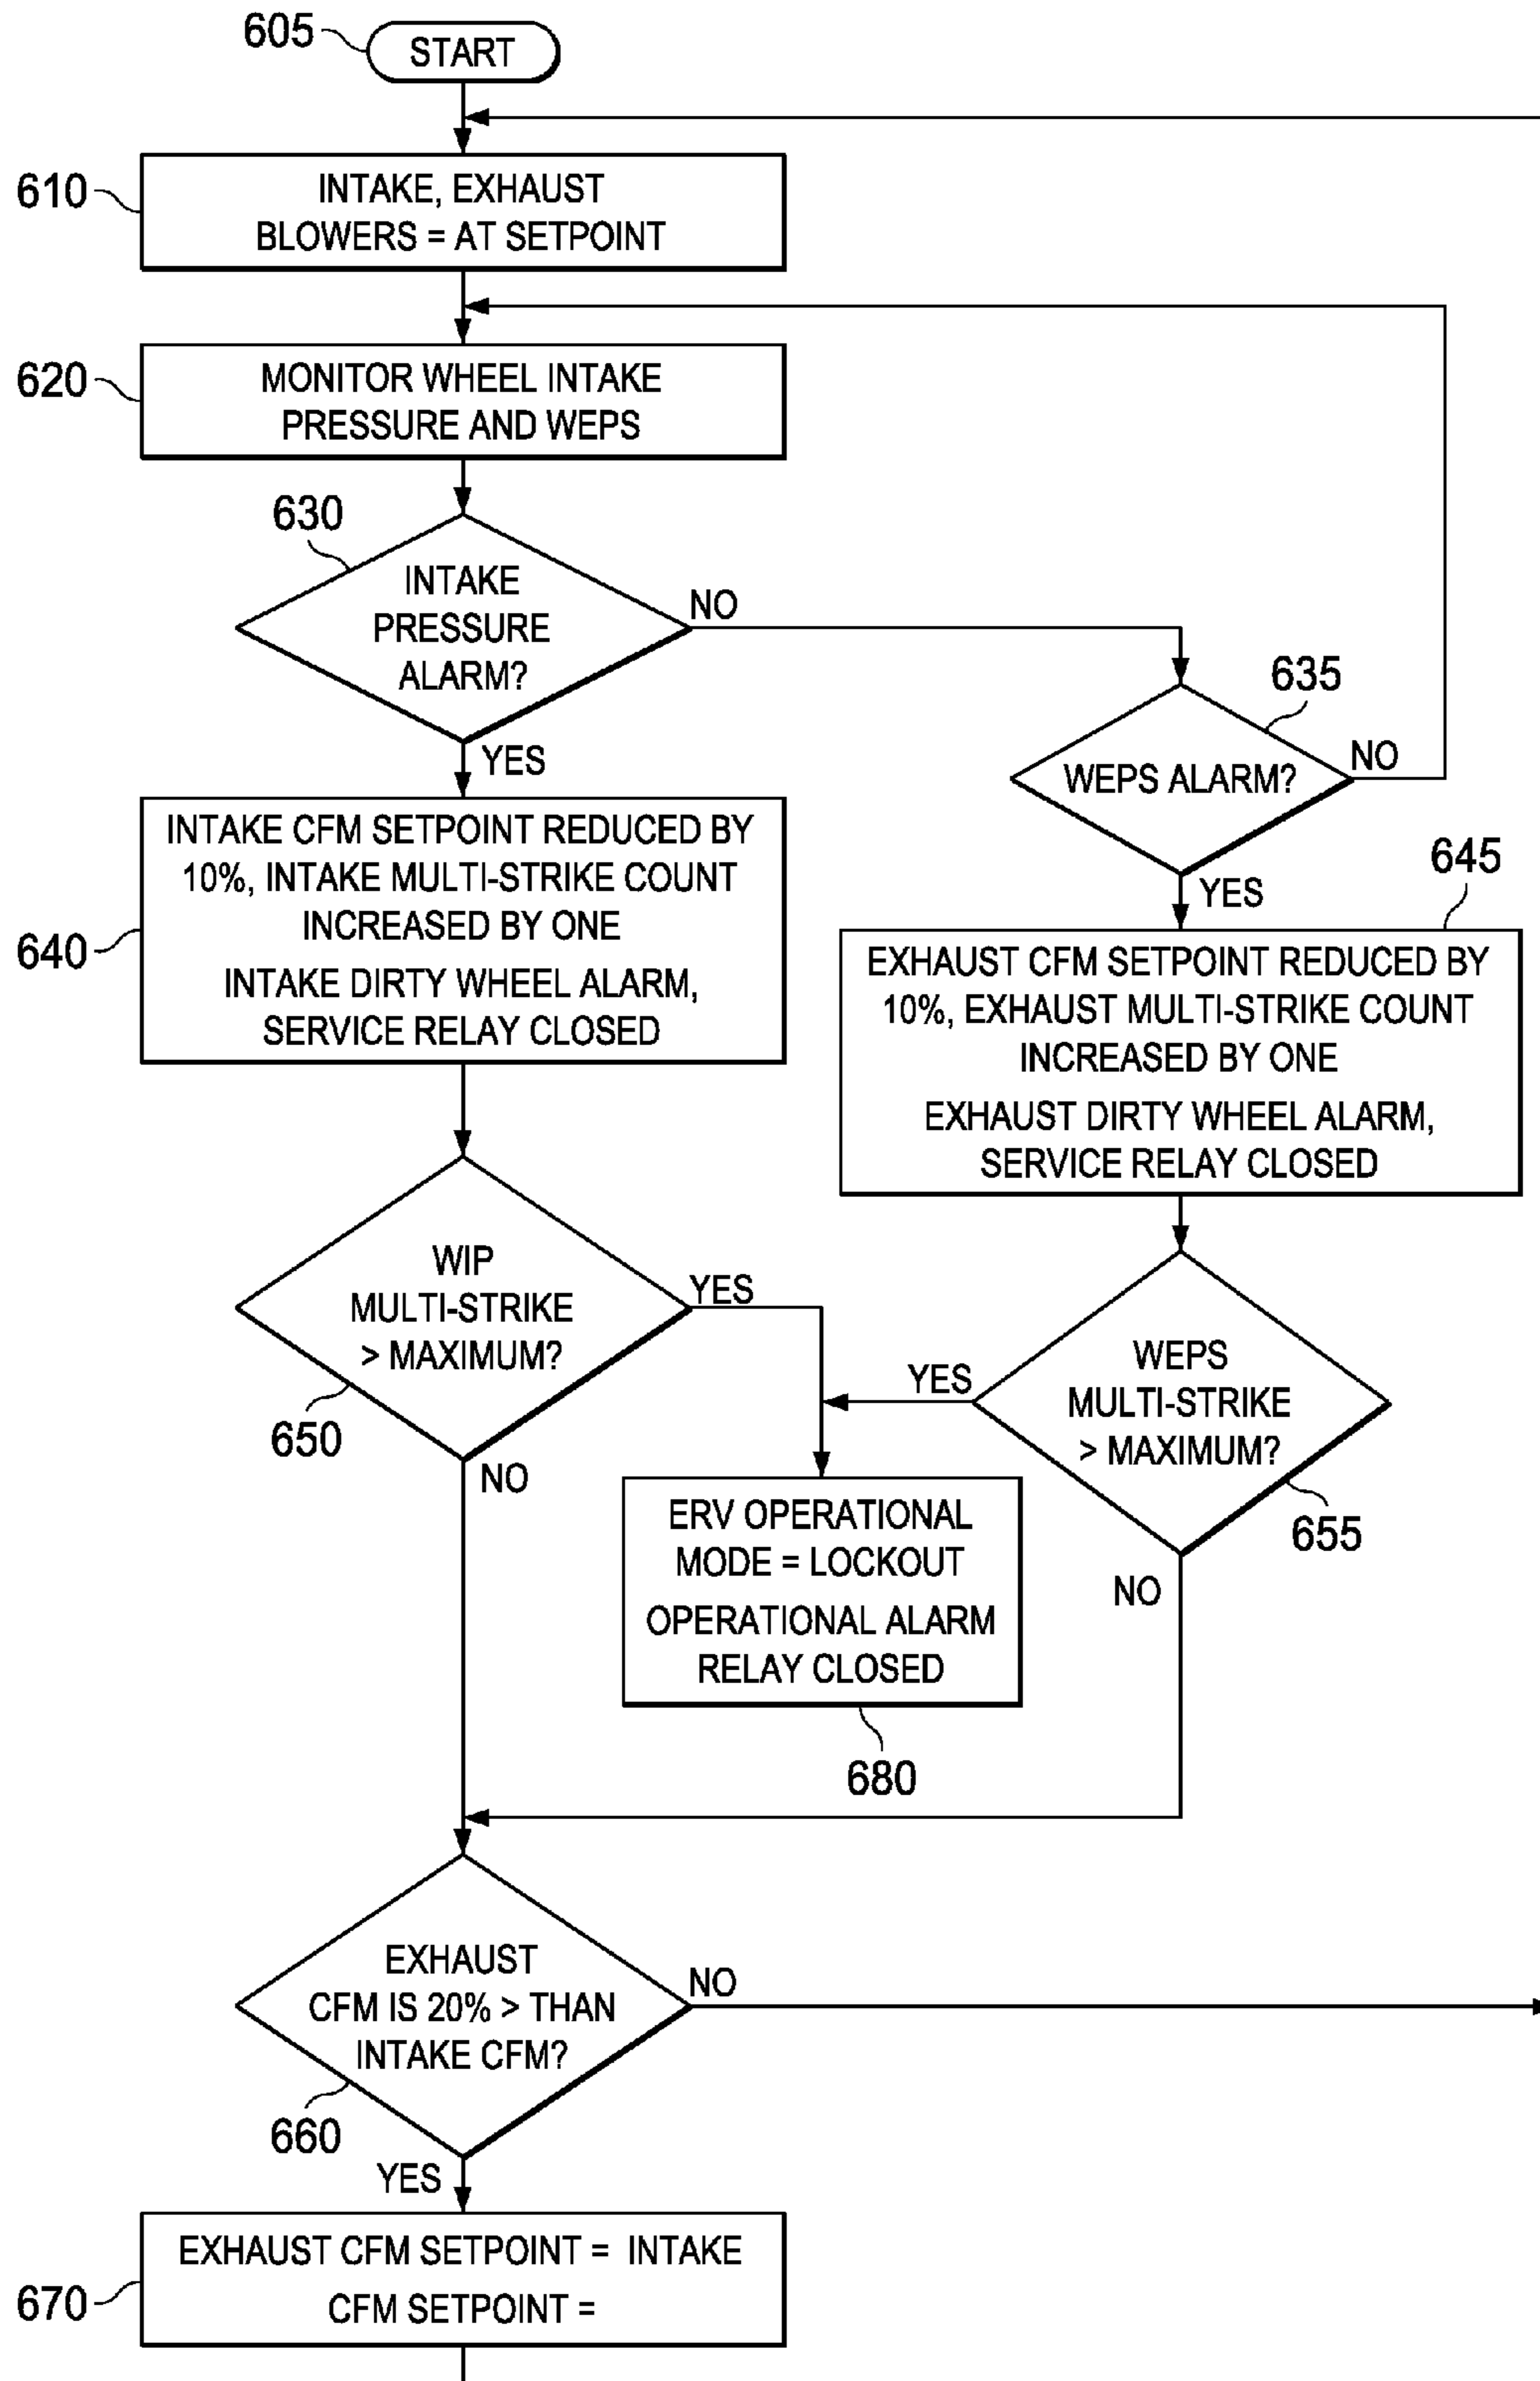 605
START
610
INTAKE, EXHAUST
BLOWERS = AT SETPOINT
620
MONITOR WHEEL INTAKE
PRESSURE AND WEPS
630
INTAKE
PRESSURE
ALARM?
NO
YES
635
WEPS ALARM?
NO
YES
640
INTAKE CFM SETPOINT REDUCED BY
10%, INTAKE MULTI-STRIKE COUNT
INCREASED BY ONE
INTAKE DIRTY WHEEL ALARM,
SERVICE RELAY CLOSED
645
EXHAUST CFM SETPOINT REDUCED BY
10%, EXHAUST MULTI-STRIKE COUNT
INCREASED BY ONE
EXHAUST DIRTY WHEEL ALARM,
SERVICE RELAY CLOSED
WIP
MULTI-STRIKE
> MAXIMUM?
650
YES
NO
WEPS
MULTI-STRIKE
> MAXIMUM?
655
YES
NO
ERV OPERATIONAL
MODE = LOCKOUT
OPERATIONAL ALARM
RELAY CLOSED
680
EXHAUST
CFM IS 20% > THAN
INTAKE CFM?
660
NO
YES
670
EXHAUST CFM SETPOINT = INTAKE
CFM SETPOINT =